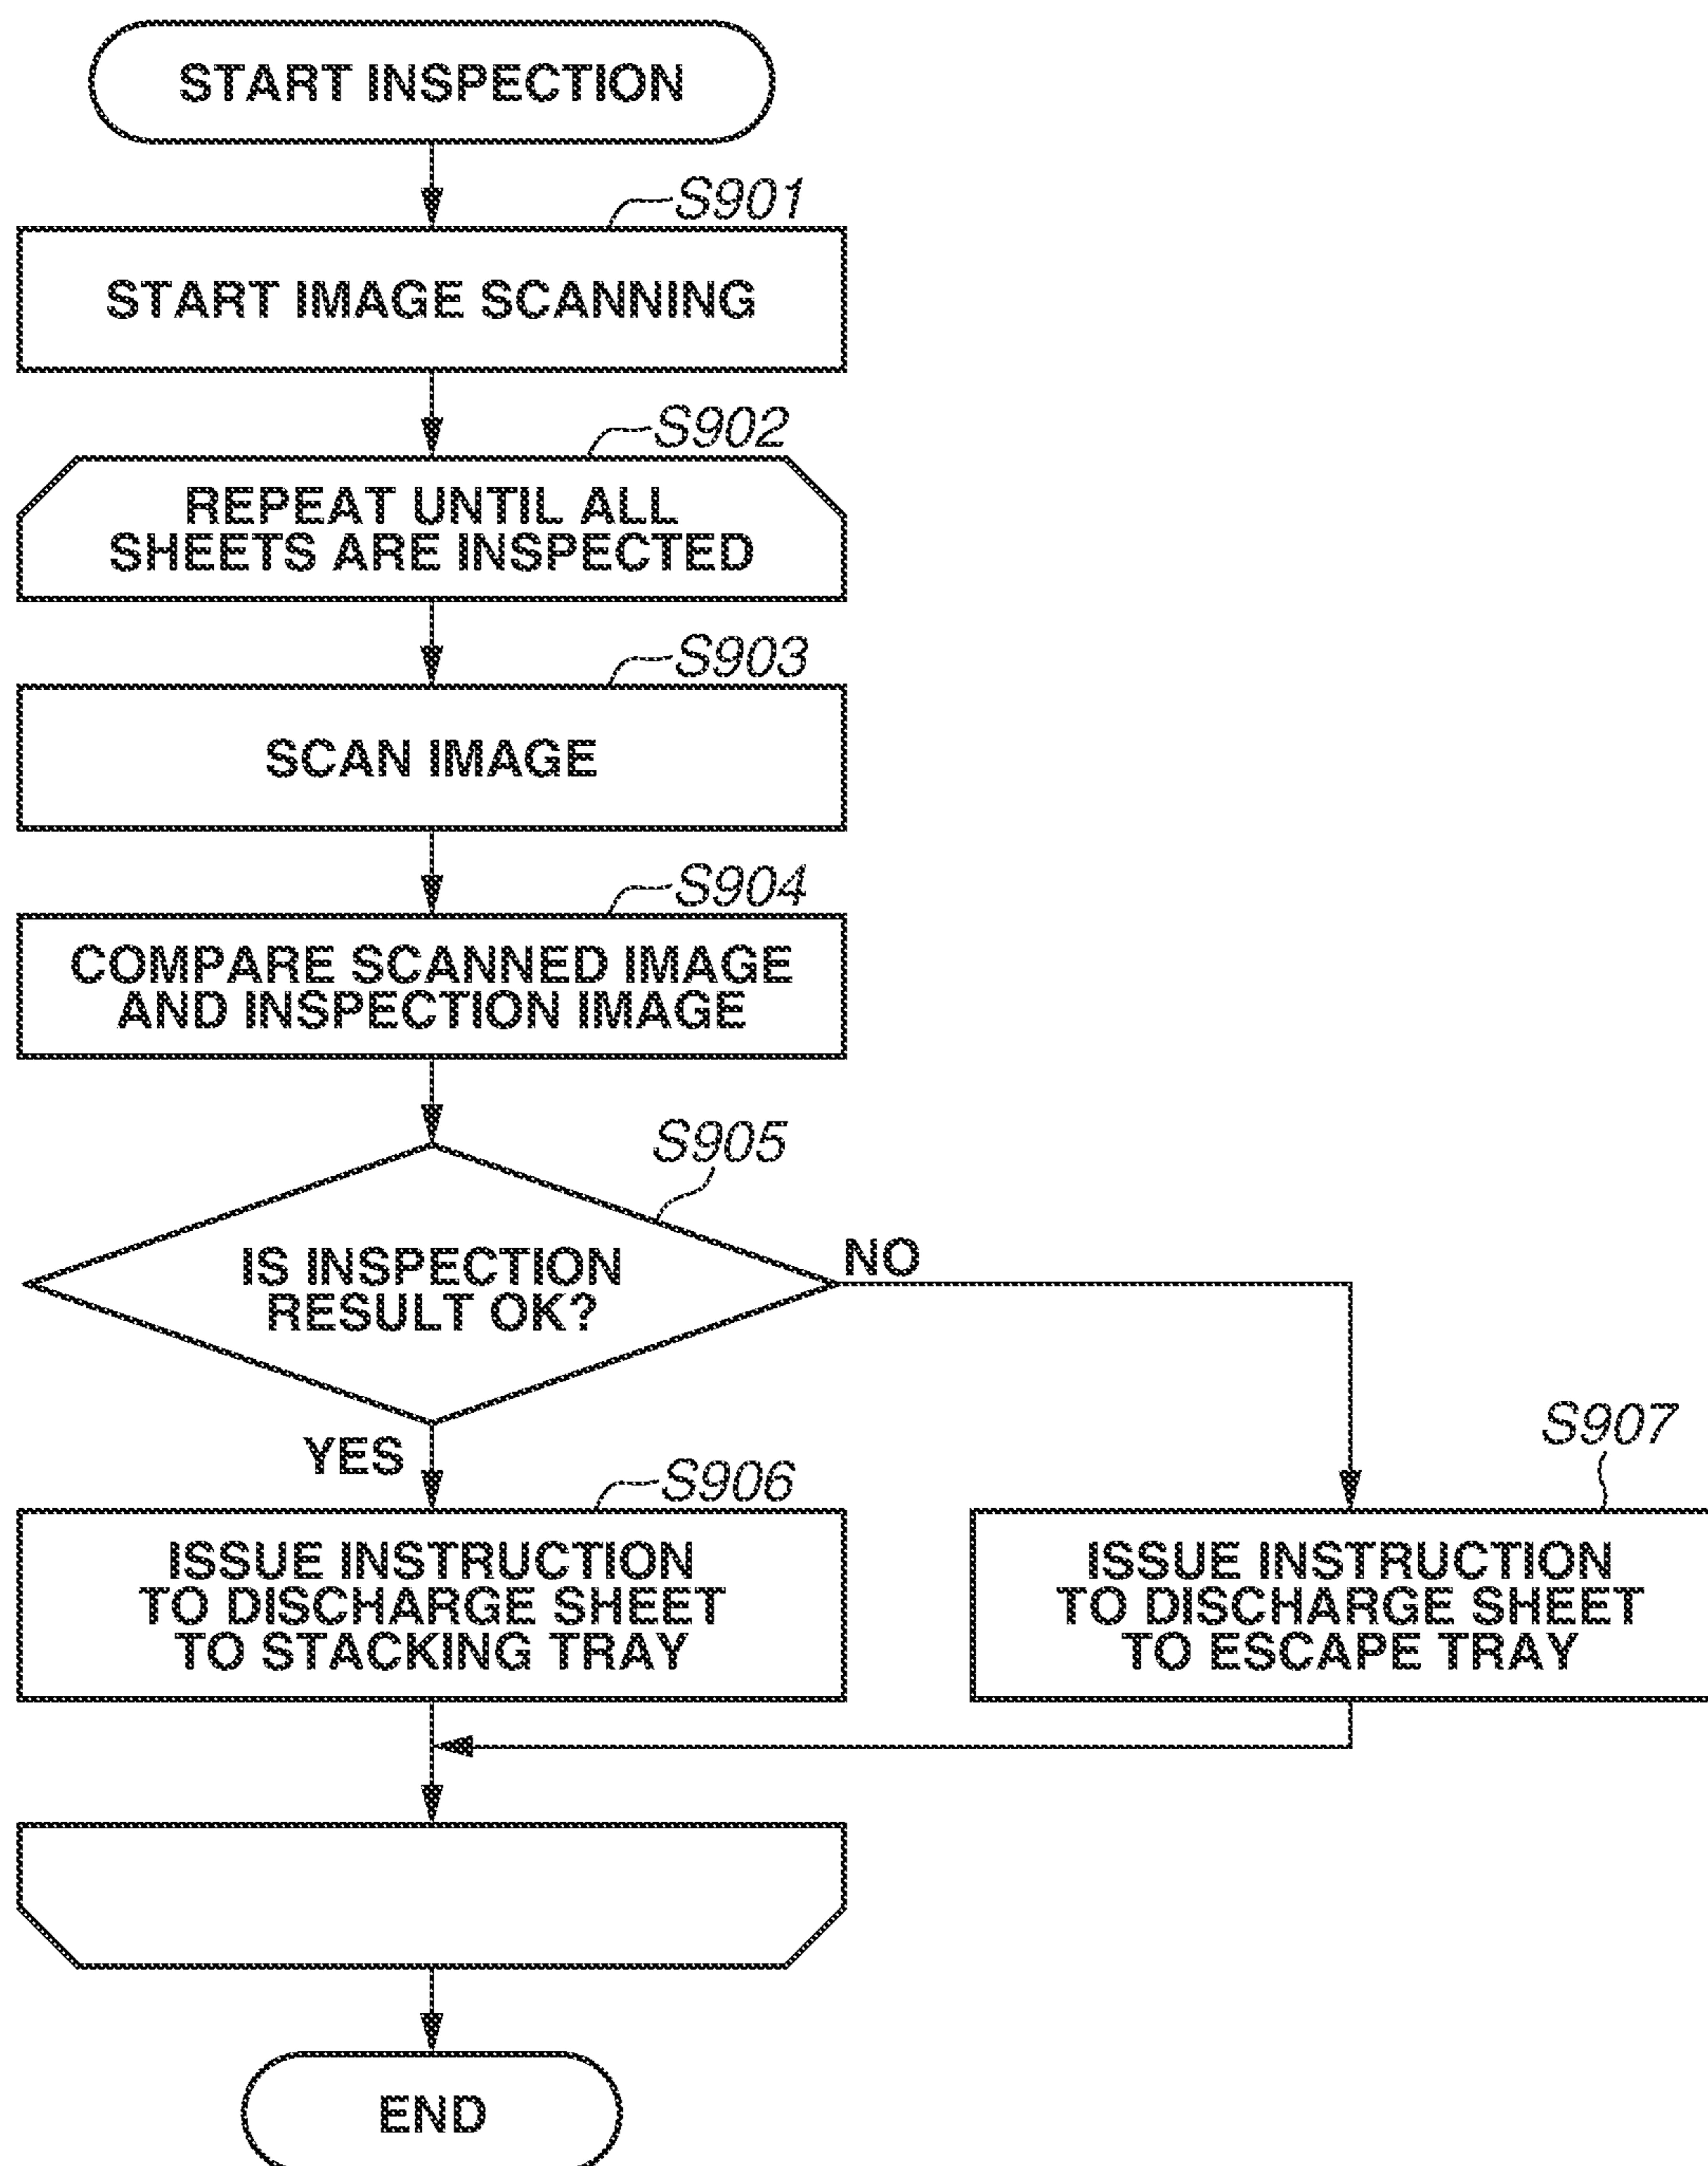 START INSPECTION
S901
START IMAGE SCANNING
S902
REPEAT UNTIL ALL
SHEETS ARE INSPECTED
S903
SCAN IMAGE
S904
COMPARE SCANNED IMAGE
AND INSPECTION IMAGE
S905
IS INSPECTION
RESULT OK?
NO
YES
S906
ISSUE INSTRUCTION
TO DISCHARGE SHEET
TO STACKING TRAY
S907
ISSUE INSTRUCTION
TO DISCHARGE SHEET
TO ESCAPE TRAY
END